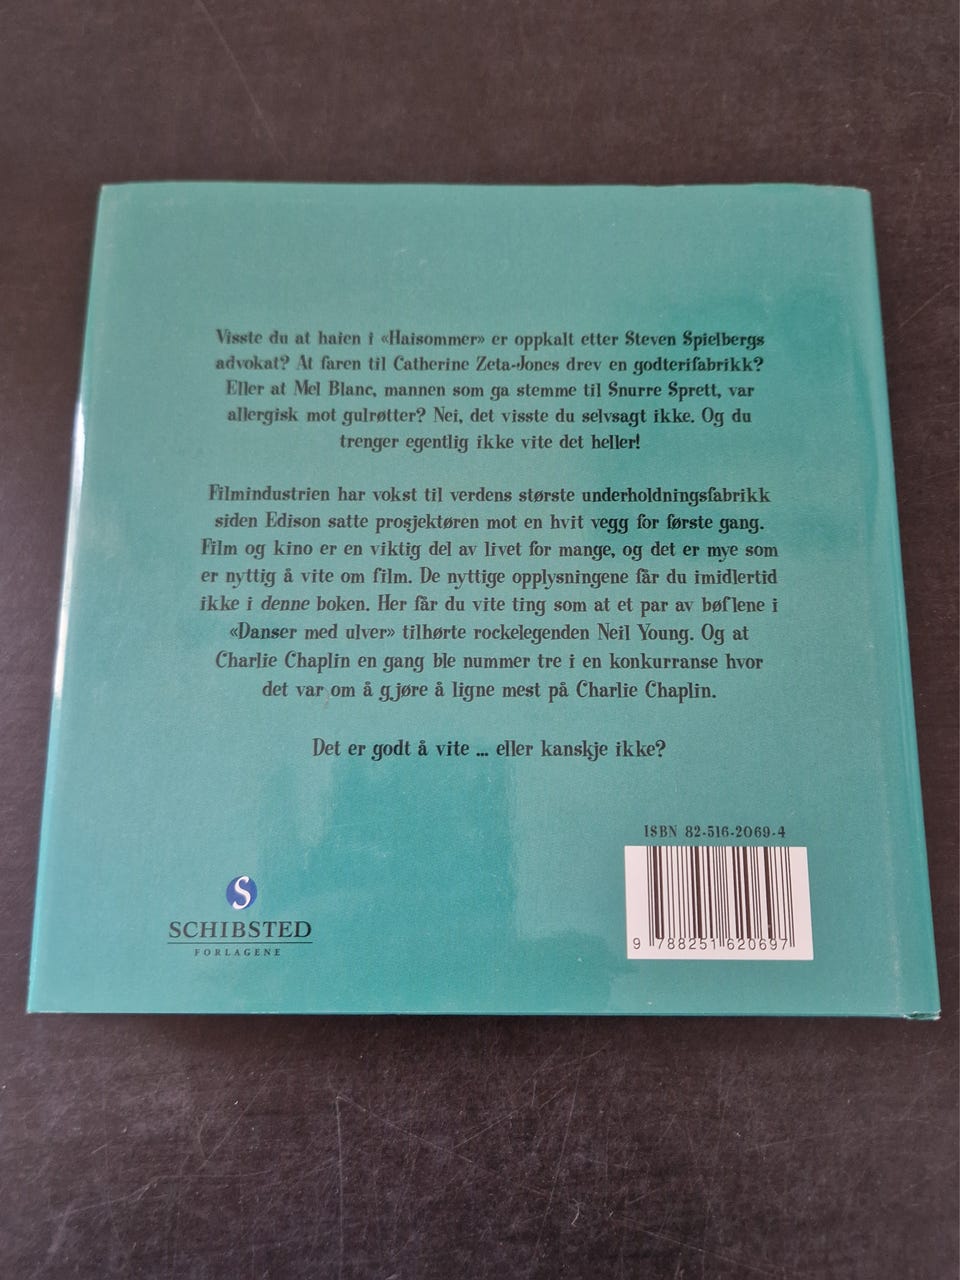 Visste du at haien i «Haisommer» er oppkalt etter Steven Spielbergs
advokat? At faren til Catherine Zeta-Jones drev en godterifabrikk?
Eller at Mel Blanc, mannen som ga stemme til Snurre Sprett, var
allergisk mot gulrøtter? Nei, det visste du selvsagt ikke. Og du
trenger egentlig ikke vite det heller!
Filmindustrien har vokst til verdens største underholdningsfabrikk
siden Edison satte prosjektøren mot en hvit vegg for første gang.
Film og kino er en viktig del av livet for mange, og det er mye som
er nyttig å vite om film. De nyttige opplysningene får du imidlertid
ikke i denne boken. Her får du vite ting som at et par av bøflene i
«Danser med ulver» tilhørte rockelegenden Neil Young. Og at
Charlie Chaplin en gang ble nummer tre i en konkurranse hvor
det var om å gjøre å ligne mest på Charlie Chaplin.
Det er godt å vite ... eller kanskje ikke?
ISBN 82-516-2069-4
9 788251 620697
S
SCHIBSTED
FORLAGENE